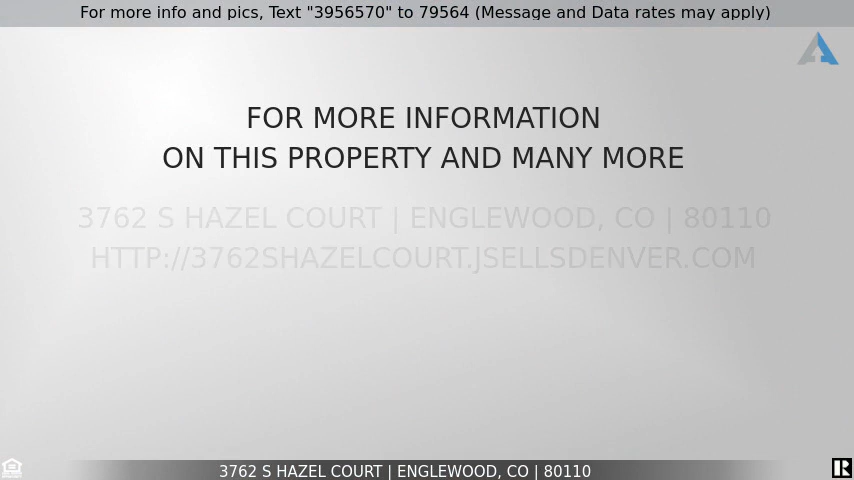 For more info and pics, Text "3956570" to 79564 (Message and Data rates may apply)
FOR MORE INFORMATION
ON THIS PROPERTY AND MANY MORE
3762 S HAZEL COURT | ENGLEWOOD, CO | 80110
HTTP://3762SHAZELCOURT.JSELLSDENVER.COM
3762 S HAZEL COURT | ENGLEWOOD, CO | 80110